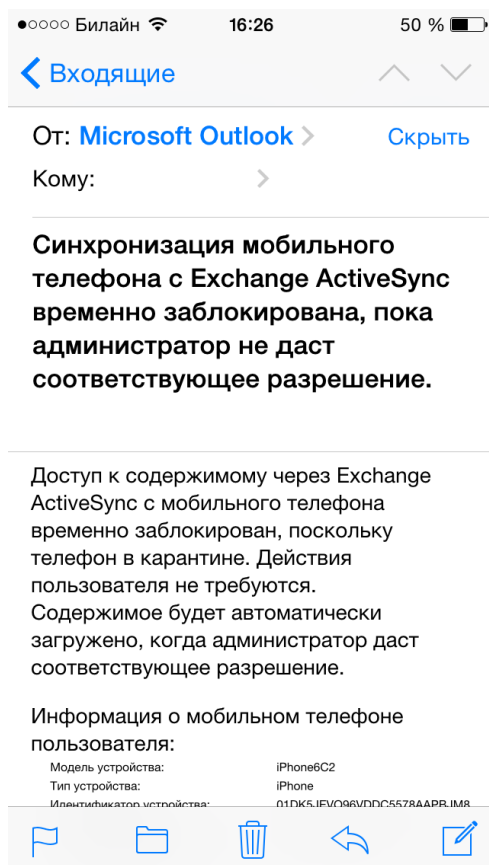 Билайн 16:26 50 %
Входящие
От: Microsoft Outlook Скрыть
Кому:
Синхронизация мобильного
телефона с Exchange ActiveSync
временно заблокирована, пока
администратор не даст
соответствующее разрешение.
Доступ к содержимому через Exchange
ActiveSync с мобильного телефона
временно заблокирован, поскольку
телефон в карантине. Действия
пользователя не требуются.
Содержимое будет автоматически
загружено, когда администратор даст
соответствующее разрешение.
Информация о мобильном телефоне
пользователя:
Модель устройства: iPhone6C2
Тип устройства: iPhone
Идентификатор устройства: